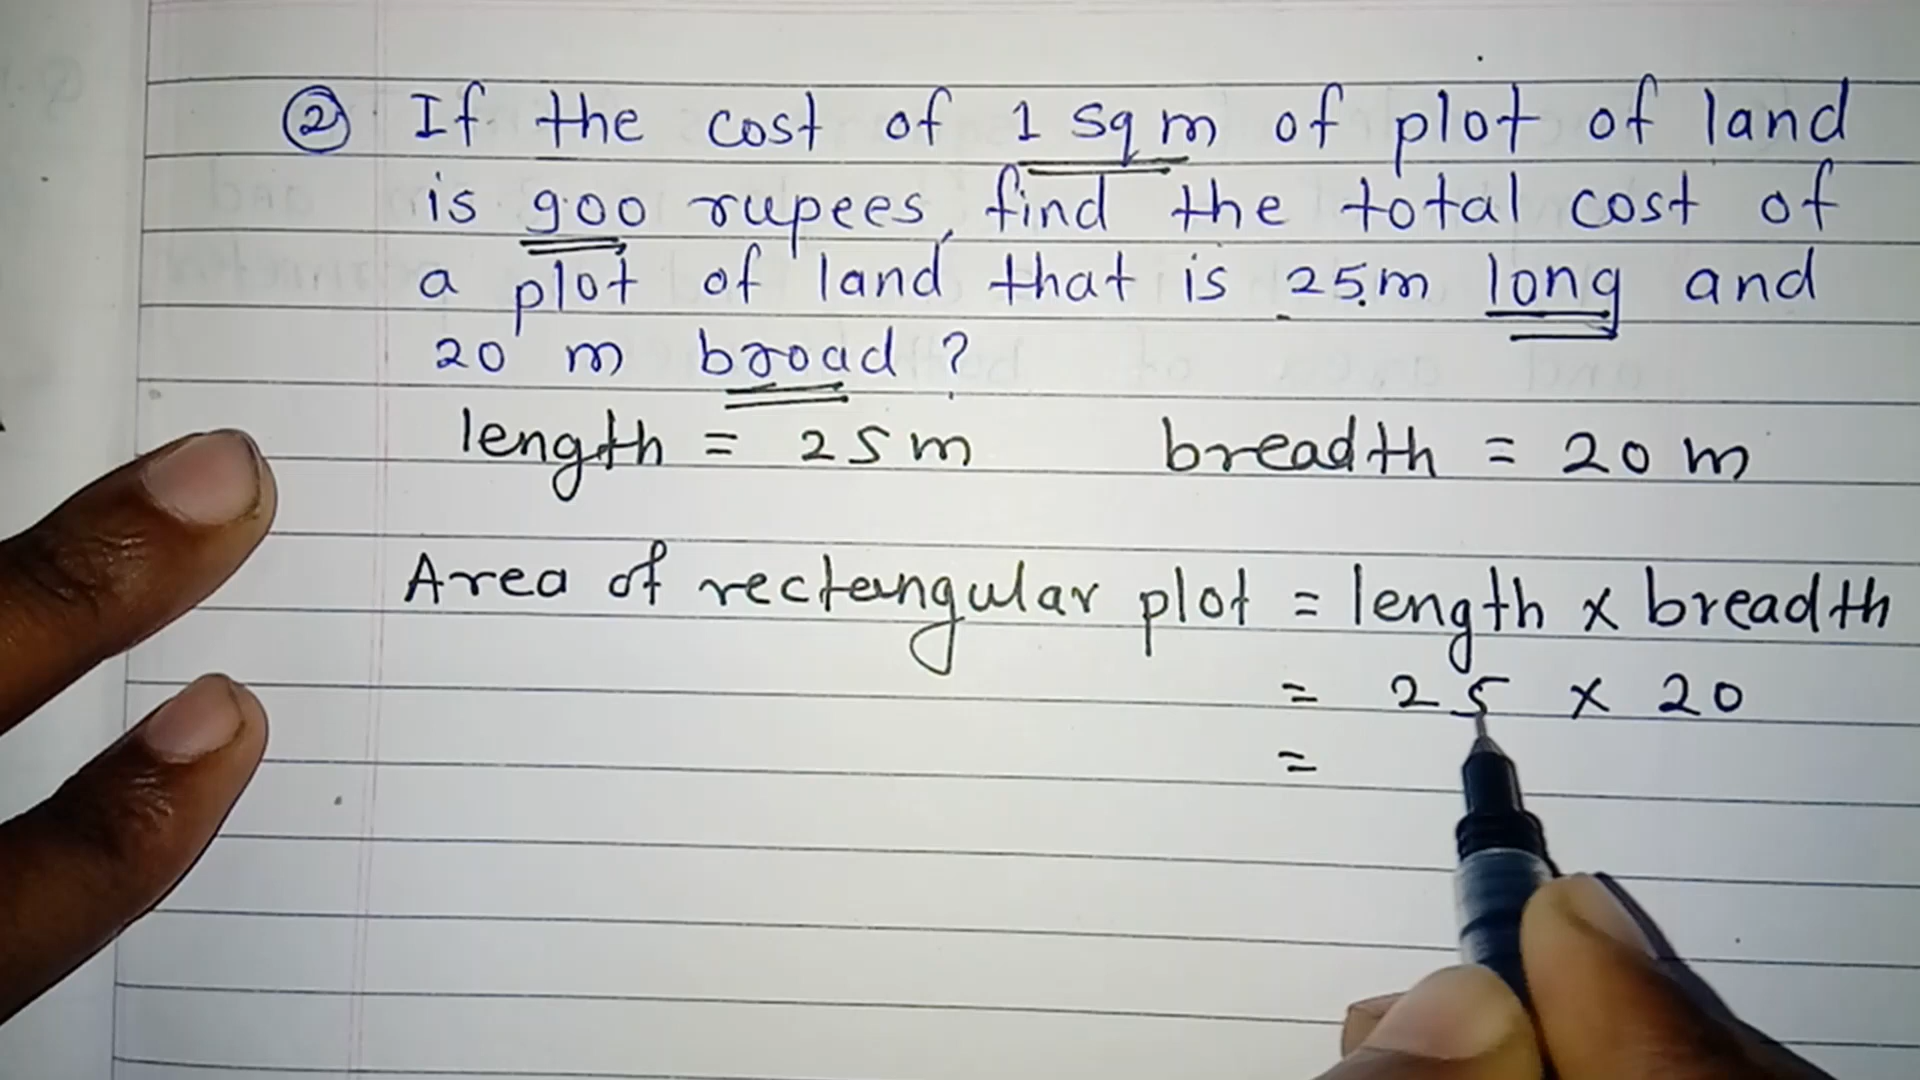 ② If the cost of 1 sq m of plot of land
is 900 rupees, find the total cost of
a plot of land that is 25m long and
20 m broad?
length = 25m breadth = 20 m
Area of rectangular plot = length x breadth
= 25 x 20
=